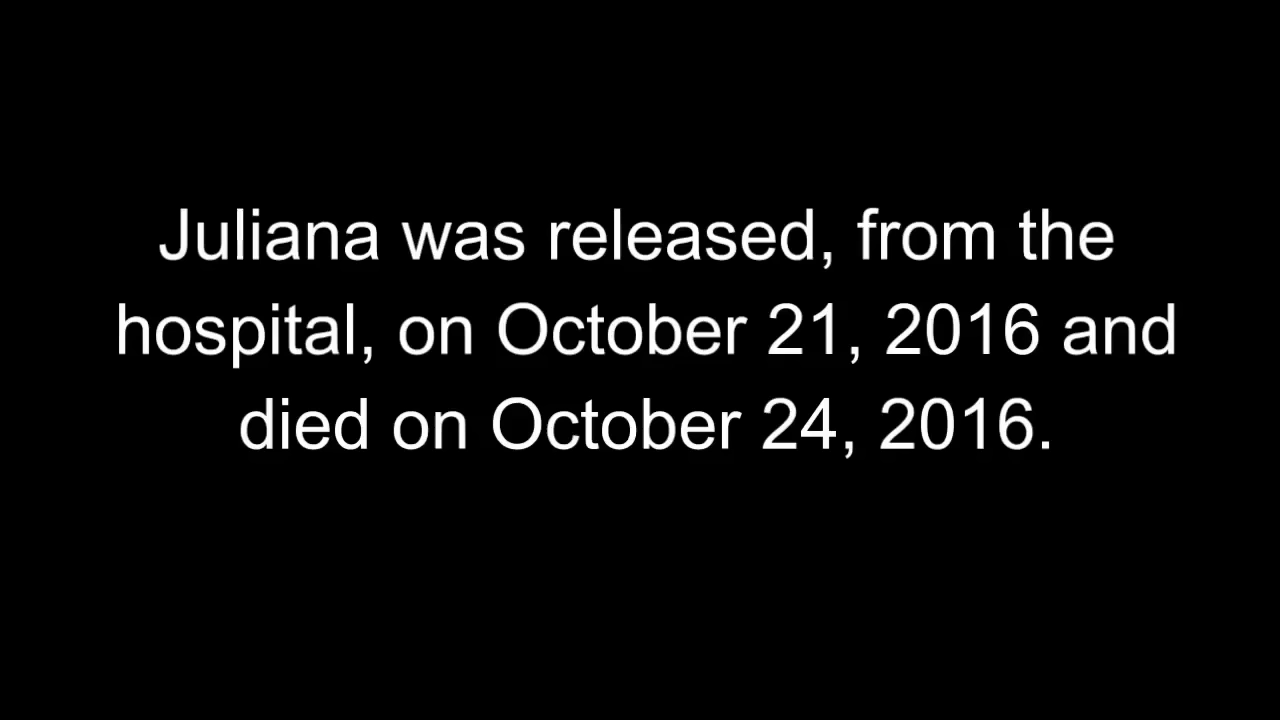 Juliana was released, from the
hospital, on October 21, 2016 and
died on October 24, 2016.